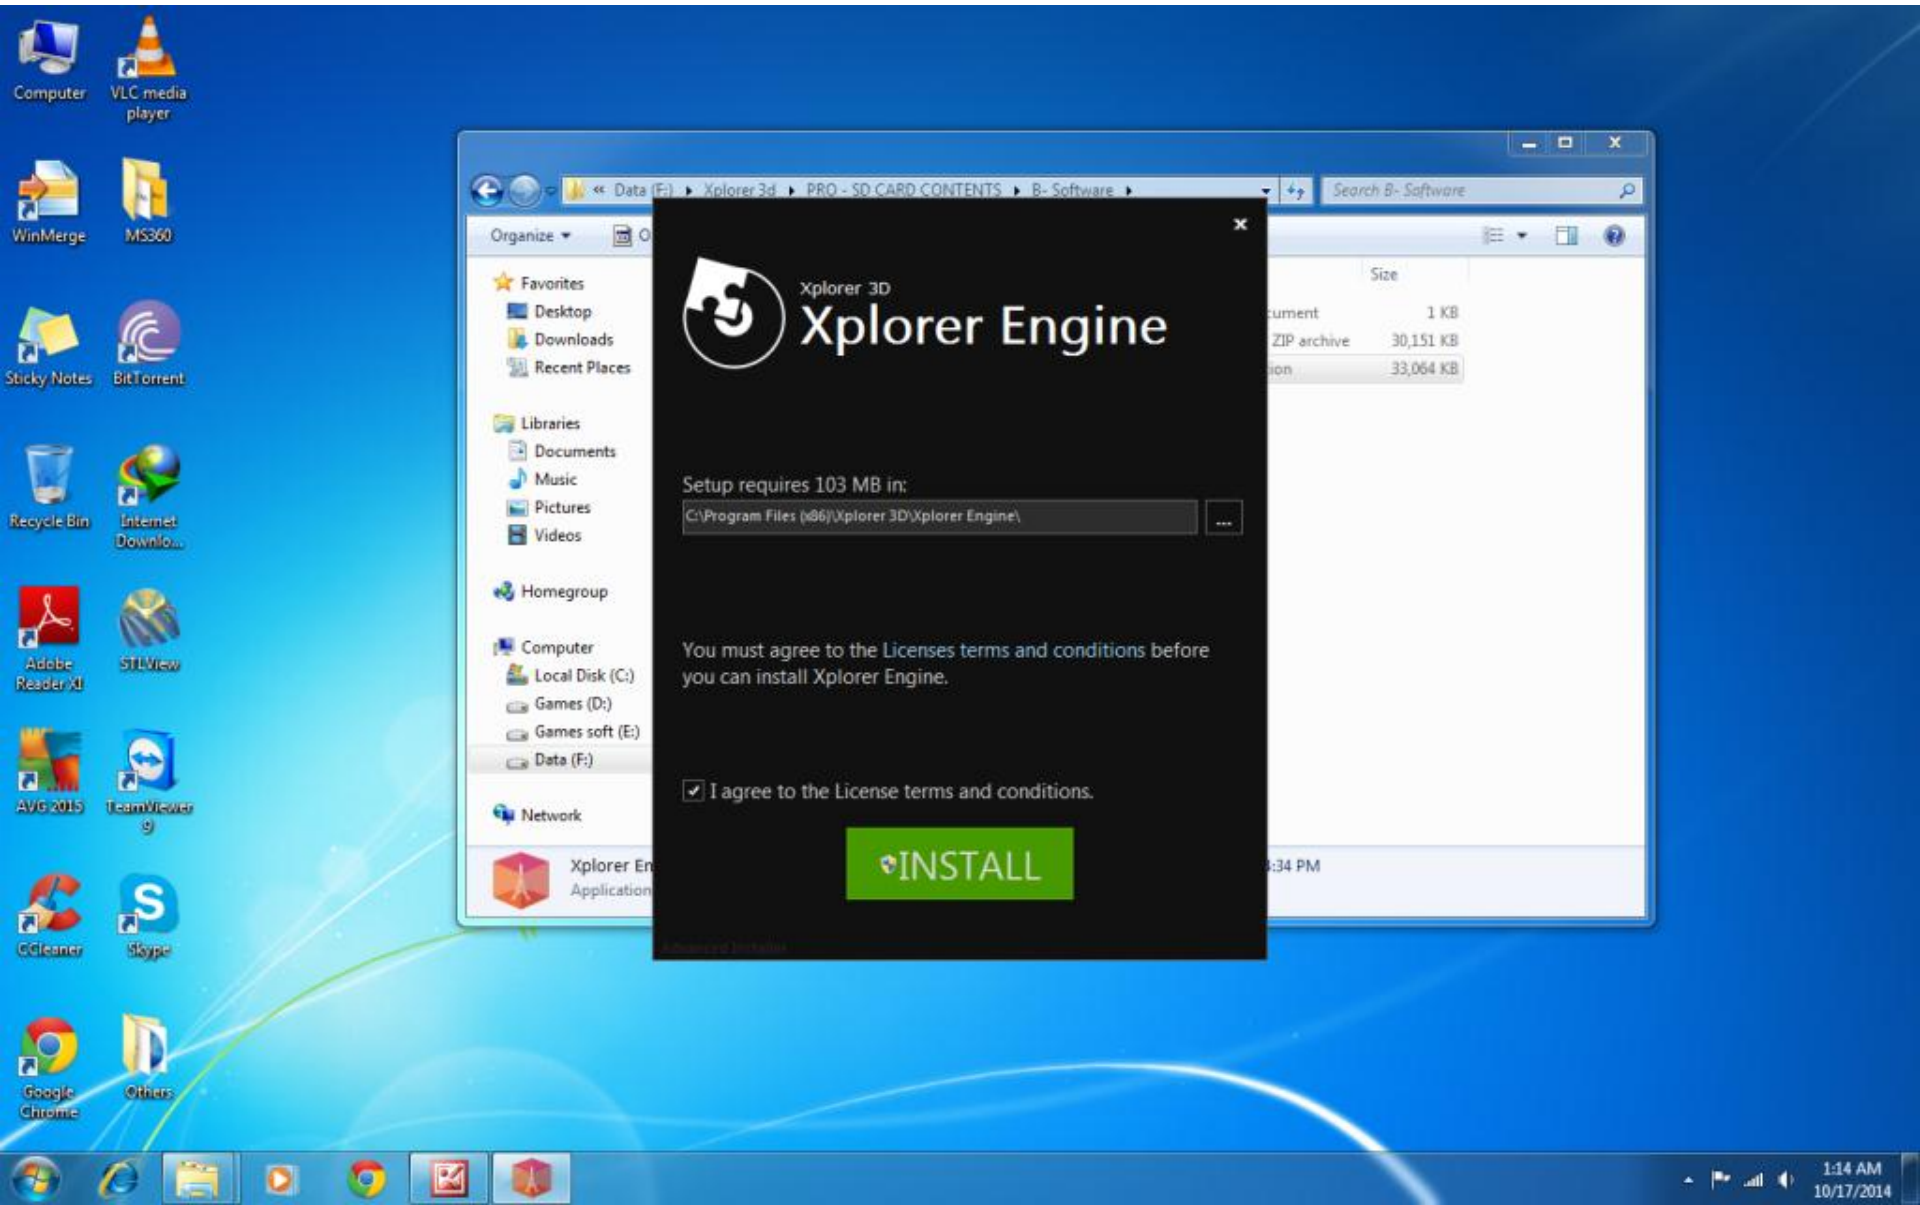 Computer
VLC media
player
WinMerge
MS360
Sticky Notes
BitTorrent
Recycle Bin
Internet
Downlo...
Adobe
Reader XI
STLView
AVG 2015
TeamViewer
9
CCleaner
Skype
Google
Chrome
Others
« Data (F:) ▸ Xplorer 3d ▸ PRO - SD CARD CONTENTS ▸ B- Software ▸
Search B- Software
Organize
O
Size
Favorites
Desktop
Downloads
Recent Places
Libraries
Documents
Music
Pictures
Videos
Homegroup
Computer
Local Disk (C:)
Games (D:)
Games soft (E:)
Data (F:)
Network
cument 1 KB
ZIP archive 30,151 KB
ion 33,064 KB
Xplorer En
Application
:34 PM
x
Xplorer 3D
Xplorer Engine
Setup requires 103 MB in:
C:\Program Files (x86)\Xplorer 3D\Xplorer Engine\
...
You must agree to the Licenses terms and conditions before
you can install Xplorer Engine.
I agree to the License terms and conditions.
INSTALL
Advanced Installer
1:14 AM
10/17/2014